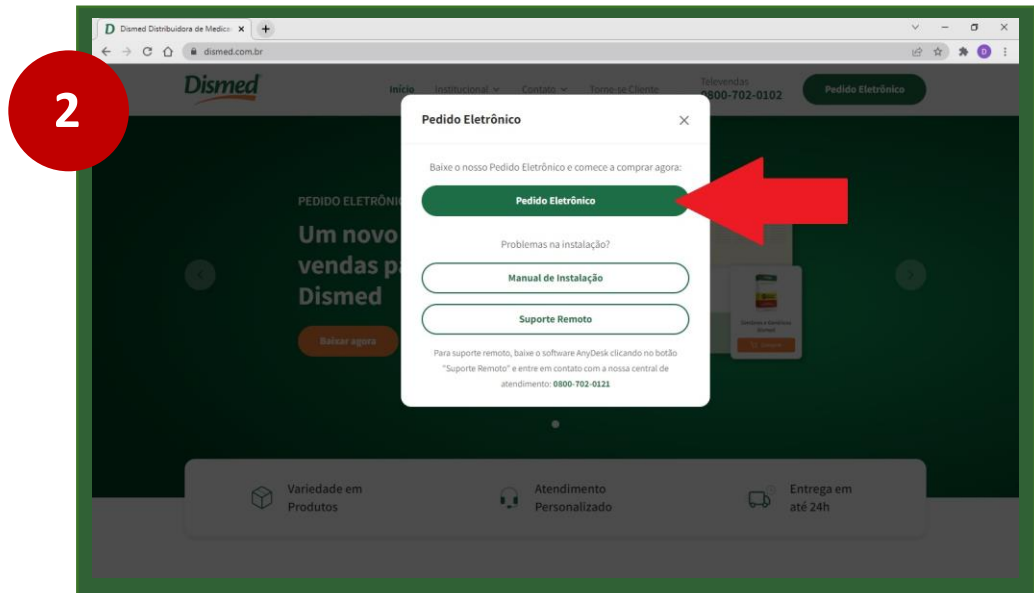 2
Dismed Distribuidora de Medica
dismed.com.br
Dismed
Início Institucional Contato Torne-se Cliente
Televendas
0800-702-0102
Pedido Eletrônico
Pedido Eletrônico
Baixe o nosso Pedido Eletrônico e comece a comprar agora:
Pedido Eletrônico
Problemas na instalação?
Manual de Instalação
Suporte Remoto
Para suporte remoto, baixe o software AnyDesk clicando no botão
"Suporte Remoto" e entre em contato com a nossa central de
atendimento: 0800-702-0121
PEDIDO ELETRÔNI
Um novo
vendas pa
Dismed
Baixar agora
Variedade em
Produtos
Atendimento
Personalizado
Entrega em
até 24h